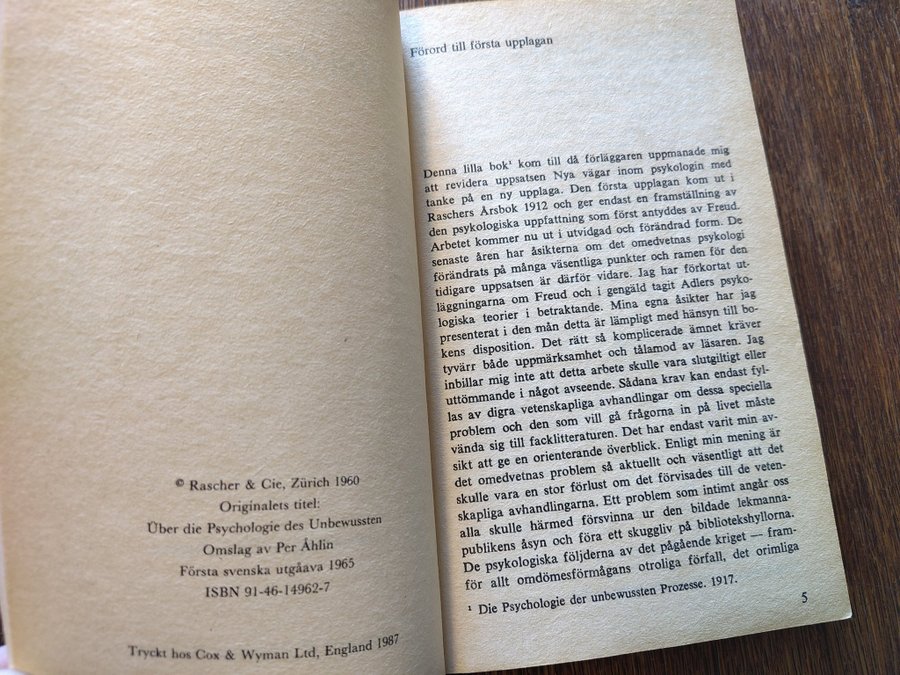 © Rascher & Cie, Zürich 1960
Originalets titel:
Über die Psychologie des Unbewussten
Omslag av Per Åhlin
Första svenska utgåava 1965
ISBN 91-46-14962-7
Tryckt hos Cox & Wyman Ltd, England 1987
Förord till första upplagan
Denna lilla bok¹ kom till då förläggaren uppmanade mig
att revidera uppsatsen Nya vägar inom psykologin med
tanke på en ny upplaga. Den första upplagan kom ut i
Raschers Årsbok 1912 och ger endast en framställning av
den psykologiska uppfattning som först antyddes av Freud.
Arbetet kommer nu ut i utvidgad och förändrad form. De
senaste åren har åsikterna om det omedvetnas psykologi
förändrats på många väsentliga punkter och ramen för den
tidigare uppsatsen är därför vidare. Jag har förkortat ut-
läggningarna om Freud och i gengäld tagit Adlers psyko-
logiska teorier i betraktande. Mina egna åsikter har jag
presenterat i den mån detta är lämpligt med hänsyn till bo-
kens disposition. Det rätt så komplicerade ämnet kräver
tyvärr både uppmärksamhet och tålamod av läsaren. Jag
inbillar mig inte att detta arbete skulle vara slutgiltigt eller
uttömmande i något avseende. Sådana krav kan endast fyl-
las av digra vetenskapliga avhandlingar om dessa speciella
problem och den som vill gå frågorna in på livet måste
vända sig till facklitteraturen. Det har endast varit min av-
sikt att ge en orienterande överblick. Enligt min mening är
det omedvetnas problem så aktuellt och väsentligt att det
skulle vara en stor förlust om det förvisades till de veten-
skapliga avhandlingarna. Ett problem som intimt angår oss
alla skulle härmed försvinna ur den bildade lekmanna-
publikens åsyn och föra ett skuggliv på bibliotekshyllorna.
De psykologiska följderna av det pågående kriget — fram-
för allt omdömesförmågans otroliga förfall, det orimliga
¹ Die Psychologie der unbewussten Prozesse. 1917.
5